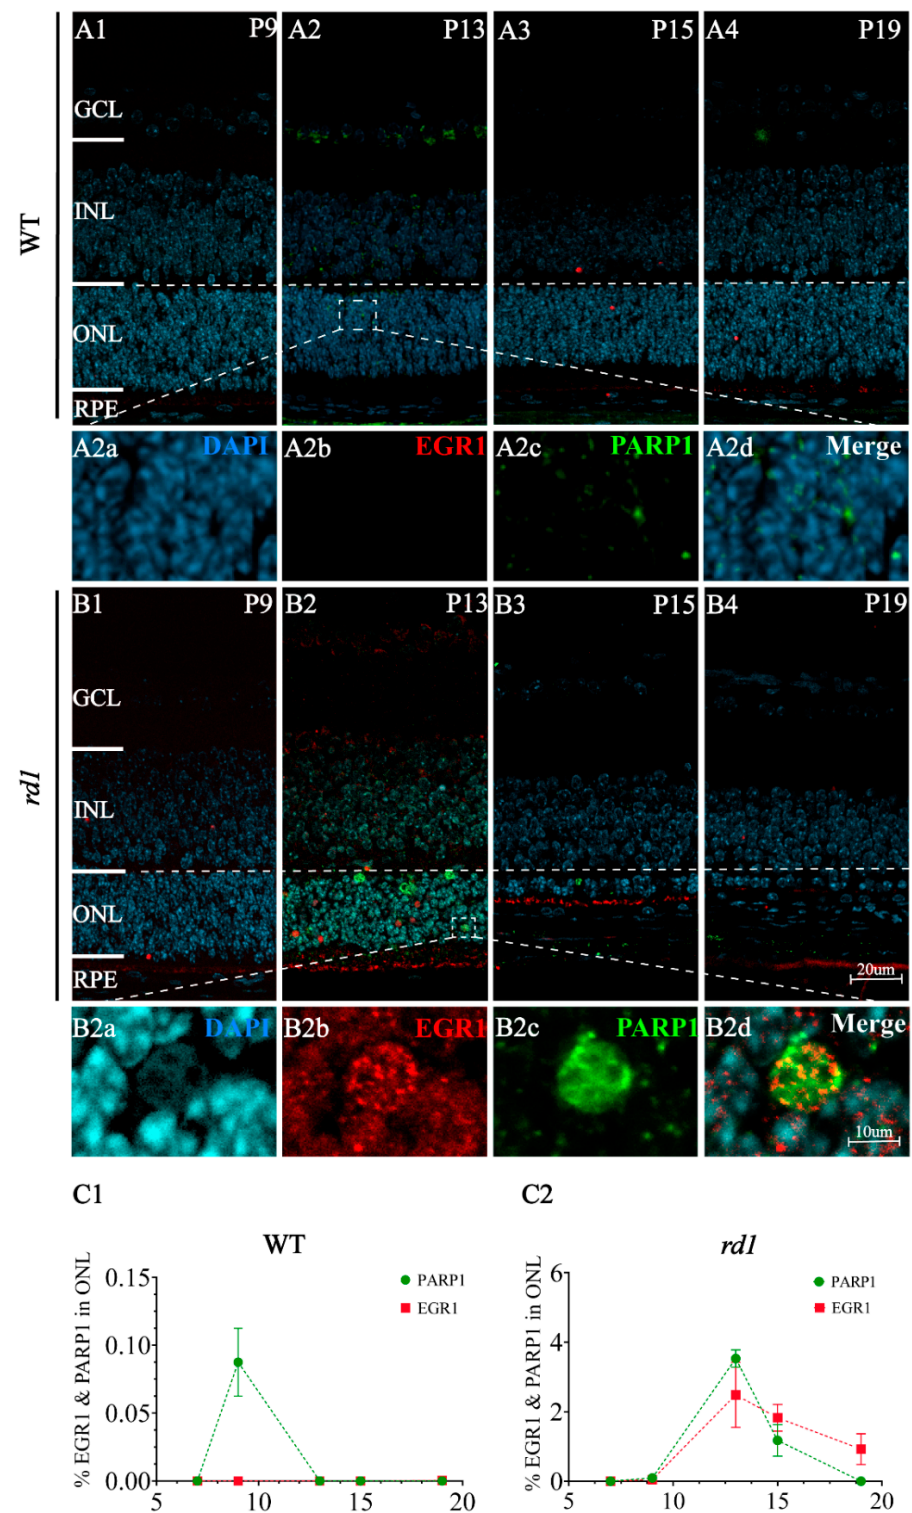 A1 P9 A2 P13 A3 P15 A4 P19
GCL
WT
INL
ONL
RPE
A2a DAPI A2b EGR1 A2c PARP1 A2d Merge
B1 P9 B2 P13 B3 P15 B4 P19
GCL
rd1
INL
ONL
RPE
20um
B2a DAPI B2b EGR1 B2c PARP1 B2d Merge
10um
C1
WT
% EGR1 & PARP1 in ONL
0.15
0.10
0.05
0.00
5 10 15 20
PARP1
EGR1
C2
rd1
% EGR1 & PARP1 in ONL
6
4
2
0
5 10 15 20
PARP1
EGR1